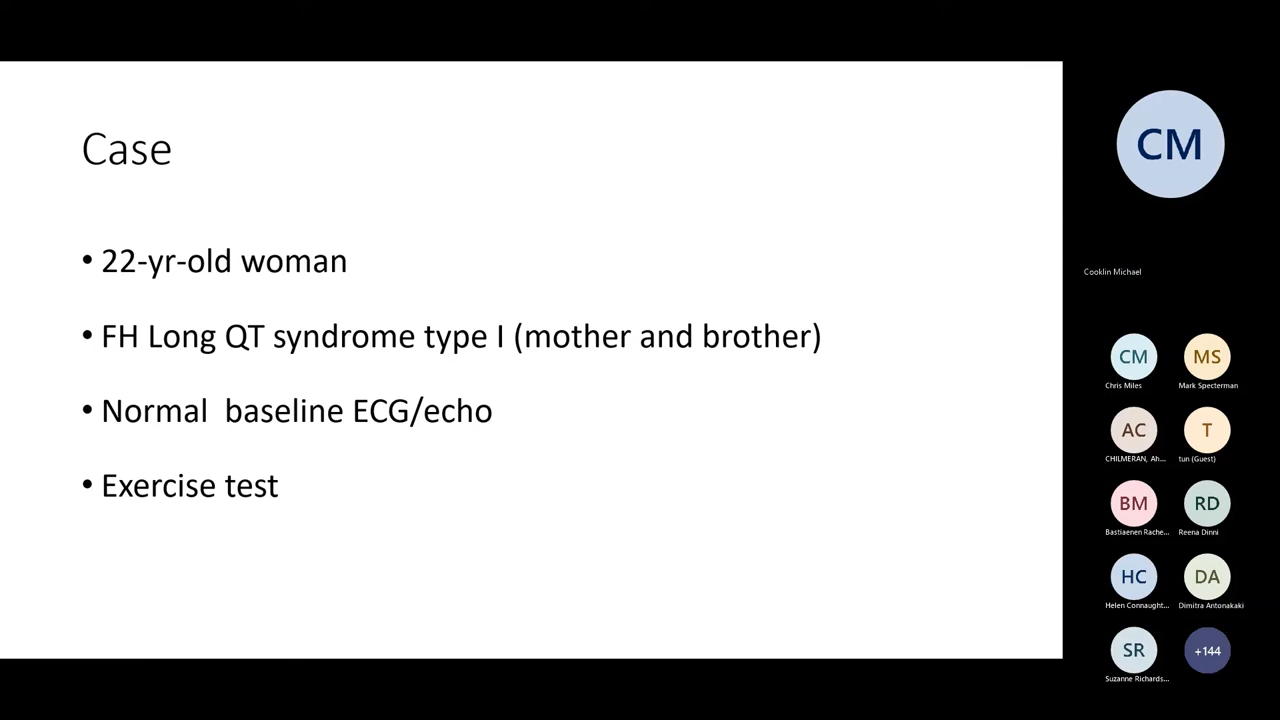 Case
• 22-yr-old woman
• FH Long QT syndrome type I (mother and brother)
• Normal  baseline ECG/echo
• Exercise test
CM
Cooklin Michael
CM
Chris Miles
MS
Mark Specterman
AC
CHILMERAN, Ah...
T
tun (Guest)
BM
Bastiaenen Rache...
RD
Reena Dinni
HC
Helen Connaught...
DA
Dimitra Antonakaki
SR
Suzanne Richards...
+144